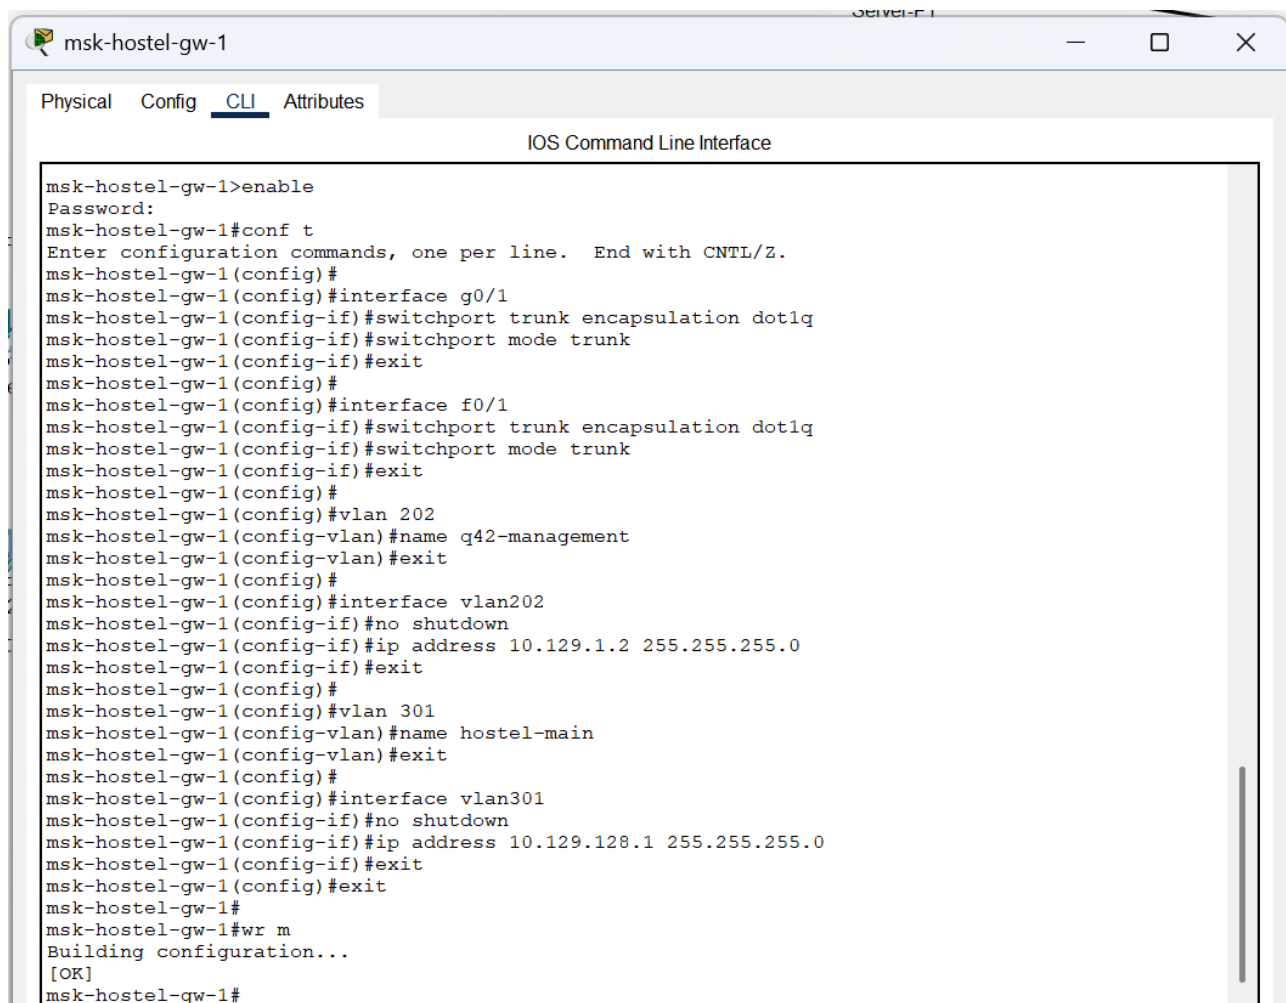 Server-PT
msk-hostel-gw-1
Physical Config CLI Attributes
IOS Command Line Interface
msk-hostel-gw-1>enable
Password:
msk-hostel-gw-1#conf t
Enter configuration commands, one per line.  End with CNTL/Z.
msk-hostel-gw-1(config)#
msk-hostel-gw-1(config)#interface g0/1
msk-hostel-gw-1(config-if)#switchport trunk encapsulation dot1q
msk-hostel-gw-1(config-if)#switchport mode trunk
msk-hostel-gw-1(config-if)#exit
msk-hostel-gw-1(config)#
msk-hostel-gw-1(config)#interface f0/1
msk-hostel-gw-1(config-if)#switchport trunk encapsulation dot1q
msk-hostel-gw-1(config-if)#switchport mode trunk
msk-hostel-gw-1(config-if)#exit
msk-hostel-gw-1(config)#
msk-hostel-gw-1(config)#vlan 202
msk-hostel-gw-1(config-vlan)#name q42-management
msk-hostel-gw-1(config-vlan)#exit
msk-hostel-gw-1(config)#
msk-hostel-gw-1(config)#interface vlan202
msk-hostel-gw-1(config-if)#no shutdown
msk-hostel-gw-1(config-if)#ip address 10.129.1.2 255.255.255.0
msk-hostel-gw-1(config-if)#exit
msk-hostel-gw-1(config)#
msk-hostel-gw-1(config)#vlan 301
msk-hostel-gw-1(config-vlan)#name hostel-main
msk-hostel-gw-1(config-vlan)#exit
msk-hostel-gw-1(config)#
msk-hostel-gw-1(config)#interface vlan301
msk-hostel-gw-1(config-if)#no shutdown
msk-hostel-gw-1(config-if)#ip address 10.129.128.1 255.255.255.0
msk-hostel-gw-1(config-if)#exit
msk-hostel-gw-1(config)#exit
msk-hostel-gw-1#
msk-hostel-gw-1#wr m
Building configuration...
[OK]
msk-hostel-gw-1#